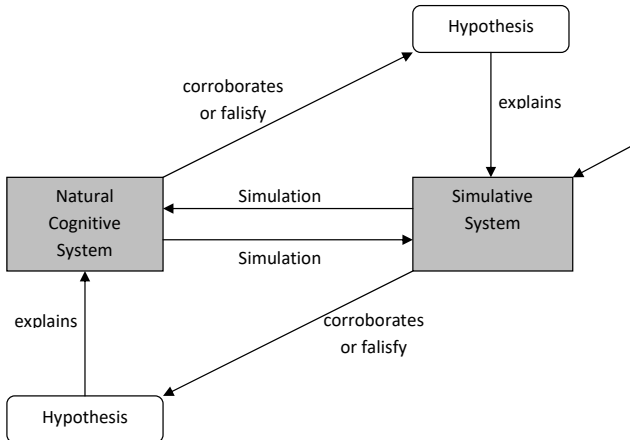 Hypothesis
corroborates
or falisfy
explains
Natural
Cognitive
System
Simulation
Simulative
System
Simulation
explains
corroborates
or falisfy
Hypothesis